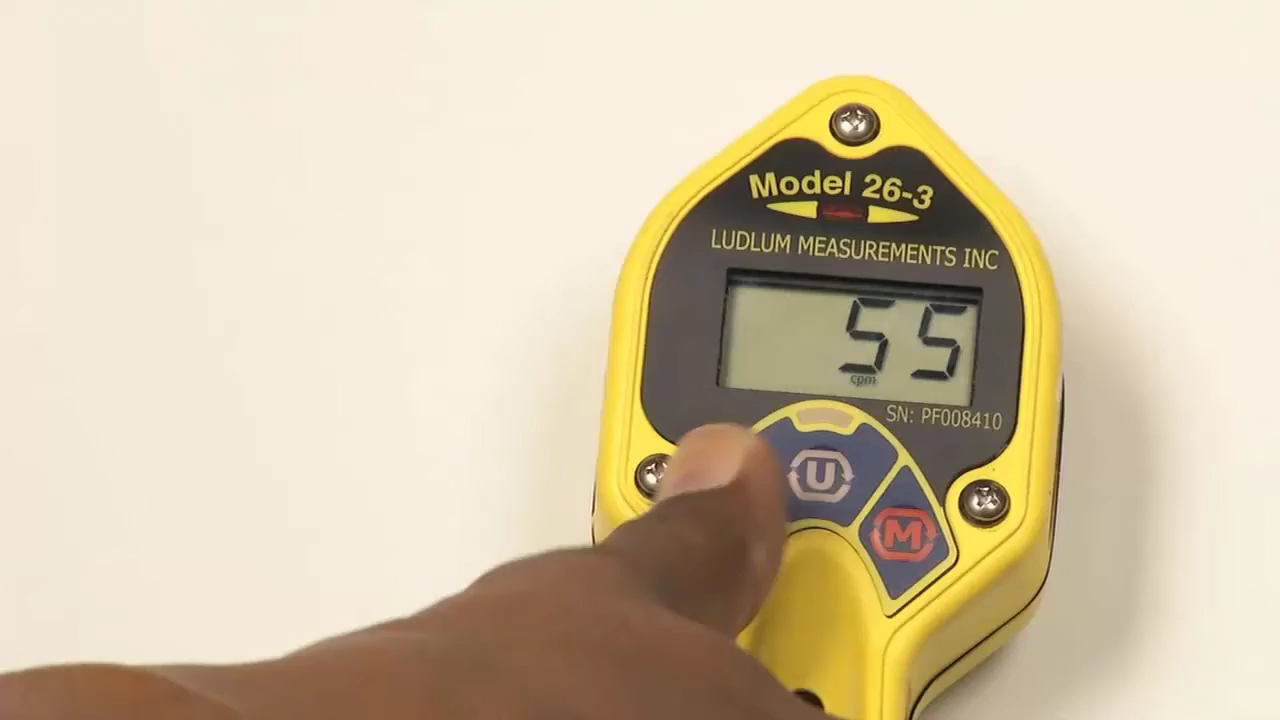 Model 26-3
LUDLUM MEASUREMENTS INC
55
cpm
SN: PF008410
U
M